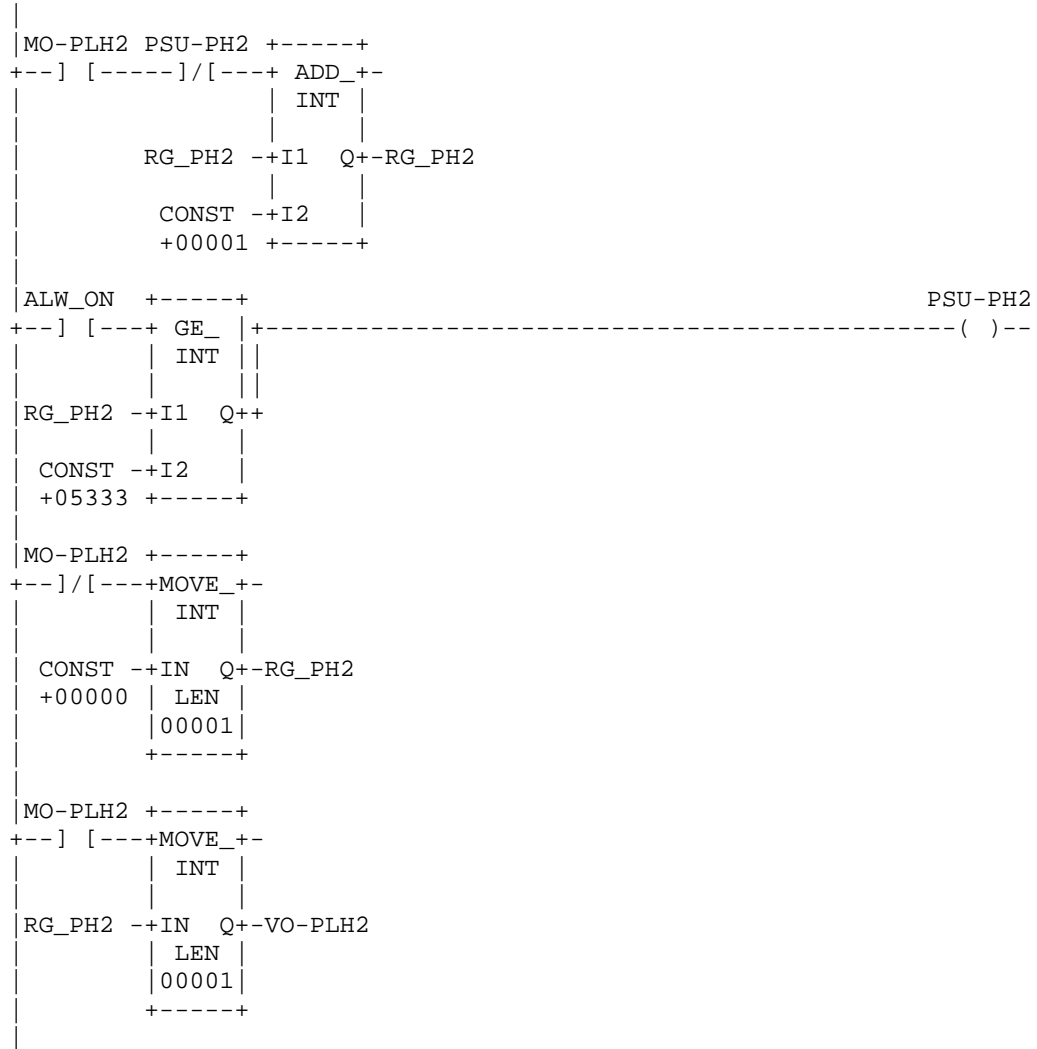 |
|MO-PLH2 PSU-PH2 +-----+
+--] [-----]/[---+ ADD_+-
|                | INT |
|                |     |
|        RG_PH2 -+I1  Q+-RG_PH2
|                |     |
|         CONST -+I2   |
|         +00001 +-----+
|
|ALW_ON  +-----+                                        PSU-PH2
+--] [---+ GE_ |+-----------------------------------------( )--
|        | INT ||
|        |     ||
|RG_PH2 -+I1  Q++
|        |     |
| CONST -+I2   |
| +05333 +-----+
|
|MO-PLH2 +-----+
+--]/[---+MOVE_+-
|        | INT |
|        |     |
| CONST -+IN  Q+-RG_PH2
| +00000 | LEN |
|        |00001|
|        +-----+
|
|MO-PLH2 +-----+
+--] [---+MOVE_+-
|        | INT |
|        |     |
|RG_PH2 -+IN  Q+-VO-PLH2
|        | LEN |
|        |00001|
|        +-----+
|